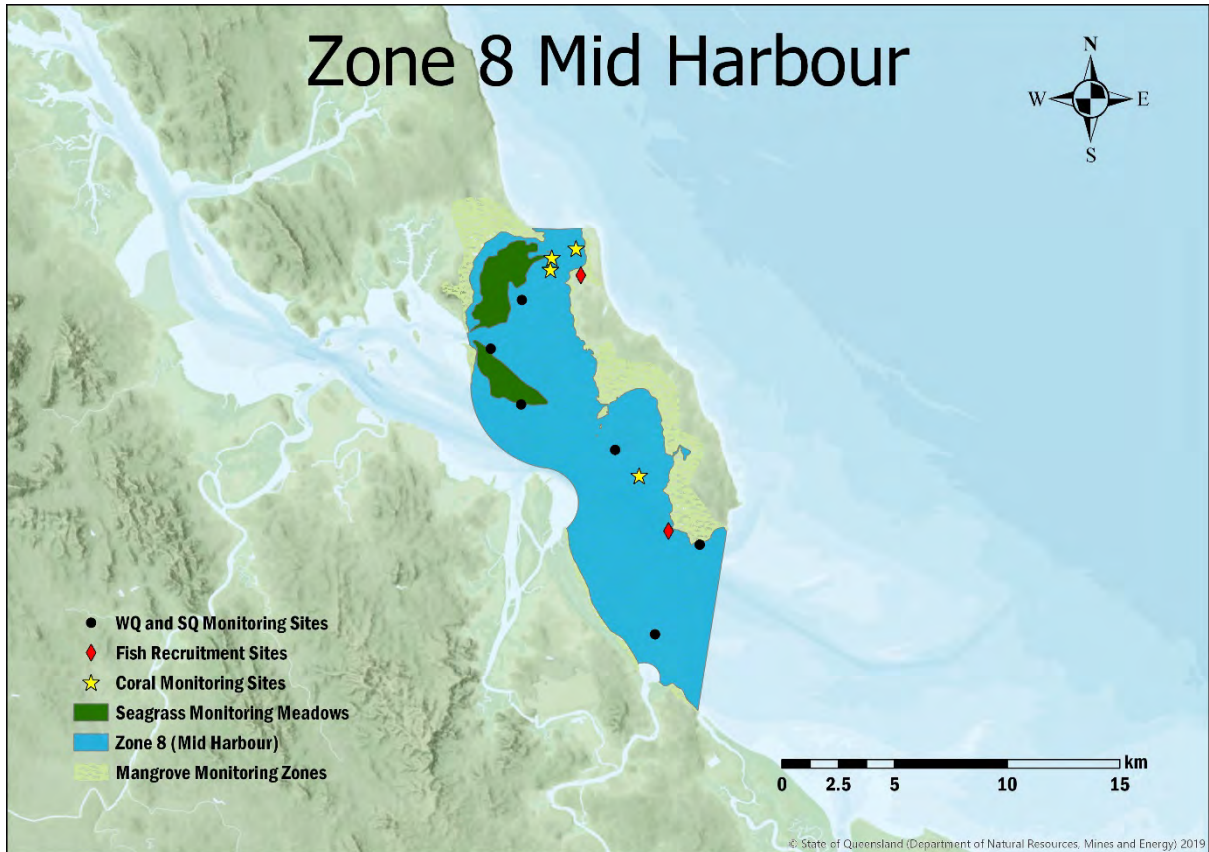 Zone 8 Mid Harbour
N
W E
S
WQ and SQ Monitoring Sites
Fish Recruitment Sites
Coral Monitoring Sites
Seagrass Monitoring Meadows
Zone 8 (Mid Harbour)
Mangrove Monitoring Zones
km
0 2.5 5 10 15
© State of Queensland (Department of Natural Resources, Mines and Energy) 2019